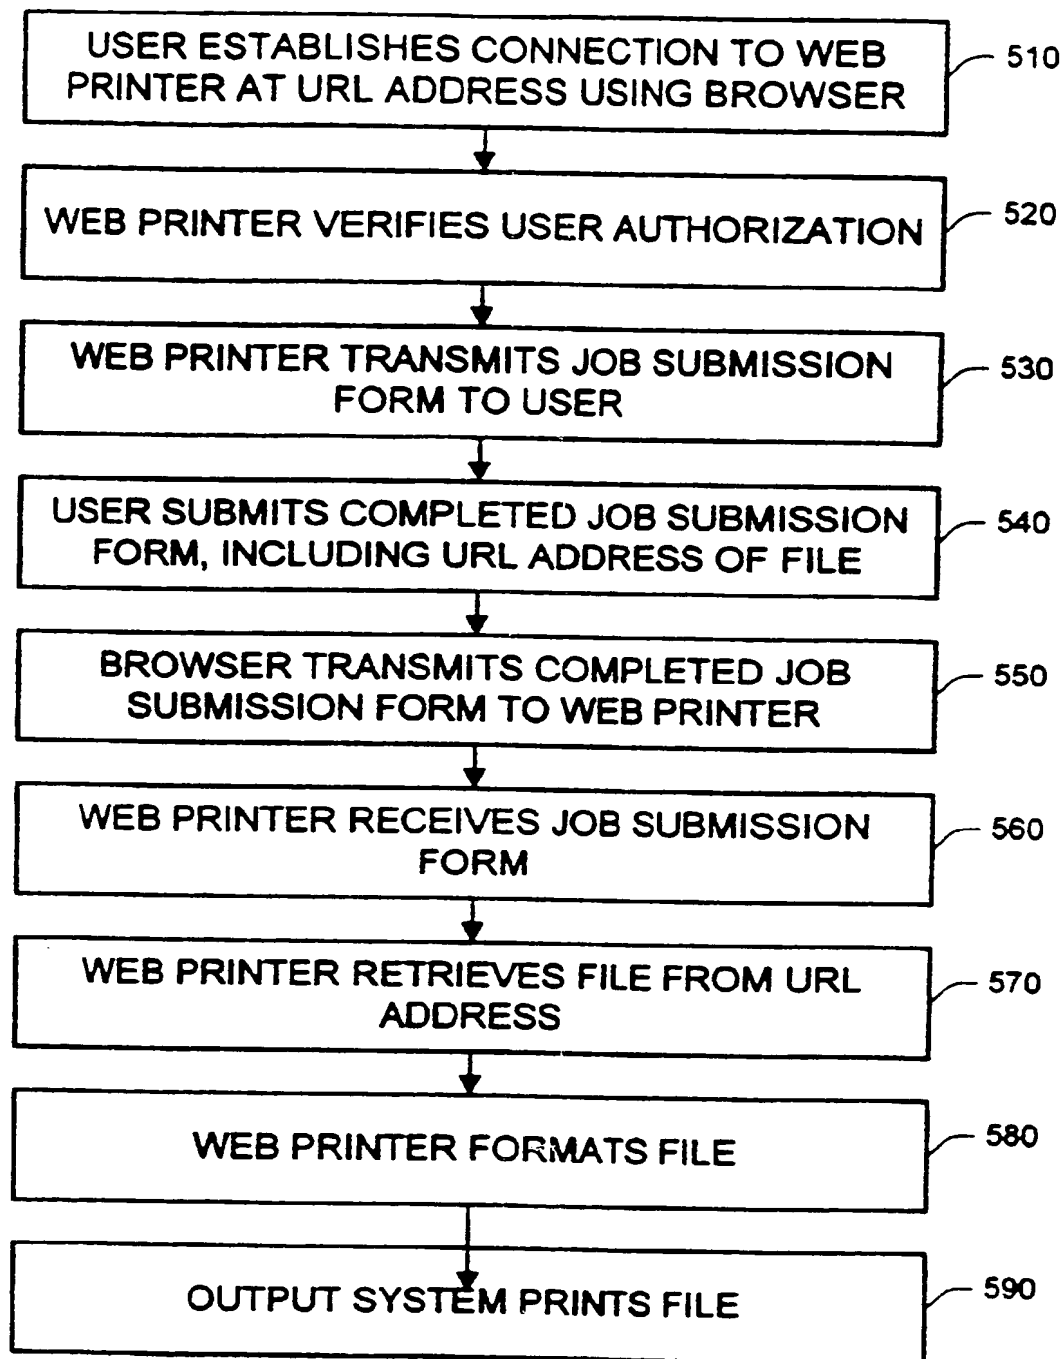 USER ESTABLISHES CONNECTION TO WEB
PRINTER AT URL ADDRESS USING BROWSER
510
WEB PRINTER VERIFIES USER AUTHORIZATION
520
WEB PRINTER TRANSMITS JOB SUBMISSION
FORM TO USER
530
USER SUBMITS COMPLETED JOB SUBMISSION
FORM, INCLUDING URL ADDRESS OF FILE
540
BROWSER TRANSMITS COMPLETED JOB
SUBMISSION FORM TO WEB PRINTER
550
WEB PRINTER RECEIVES JOB SUBMISSION
FORM
560
WEB PRINTER RETRIEVES FILE FROM URL
ADDRESS
570
WEB PRINTER FORMATS FILE
580
OUTPUT SYSTEM PRINTS FILE
590